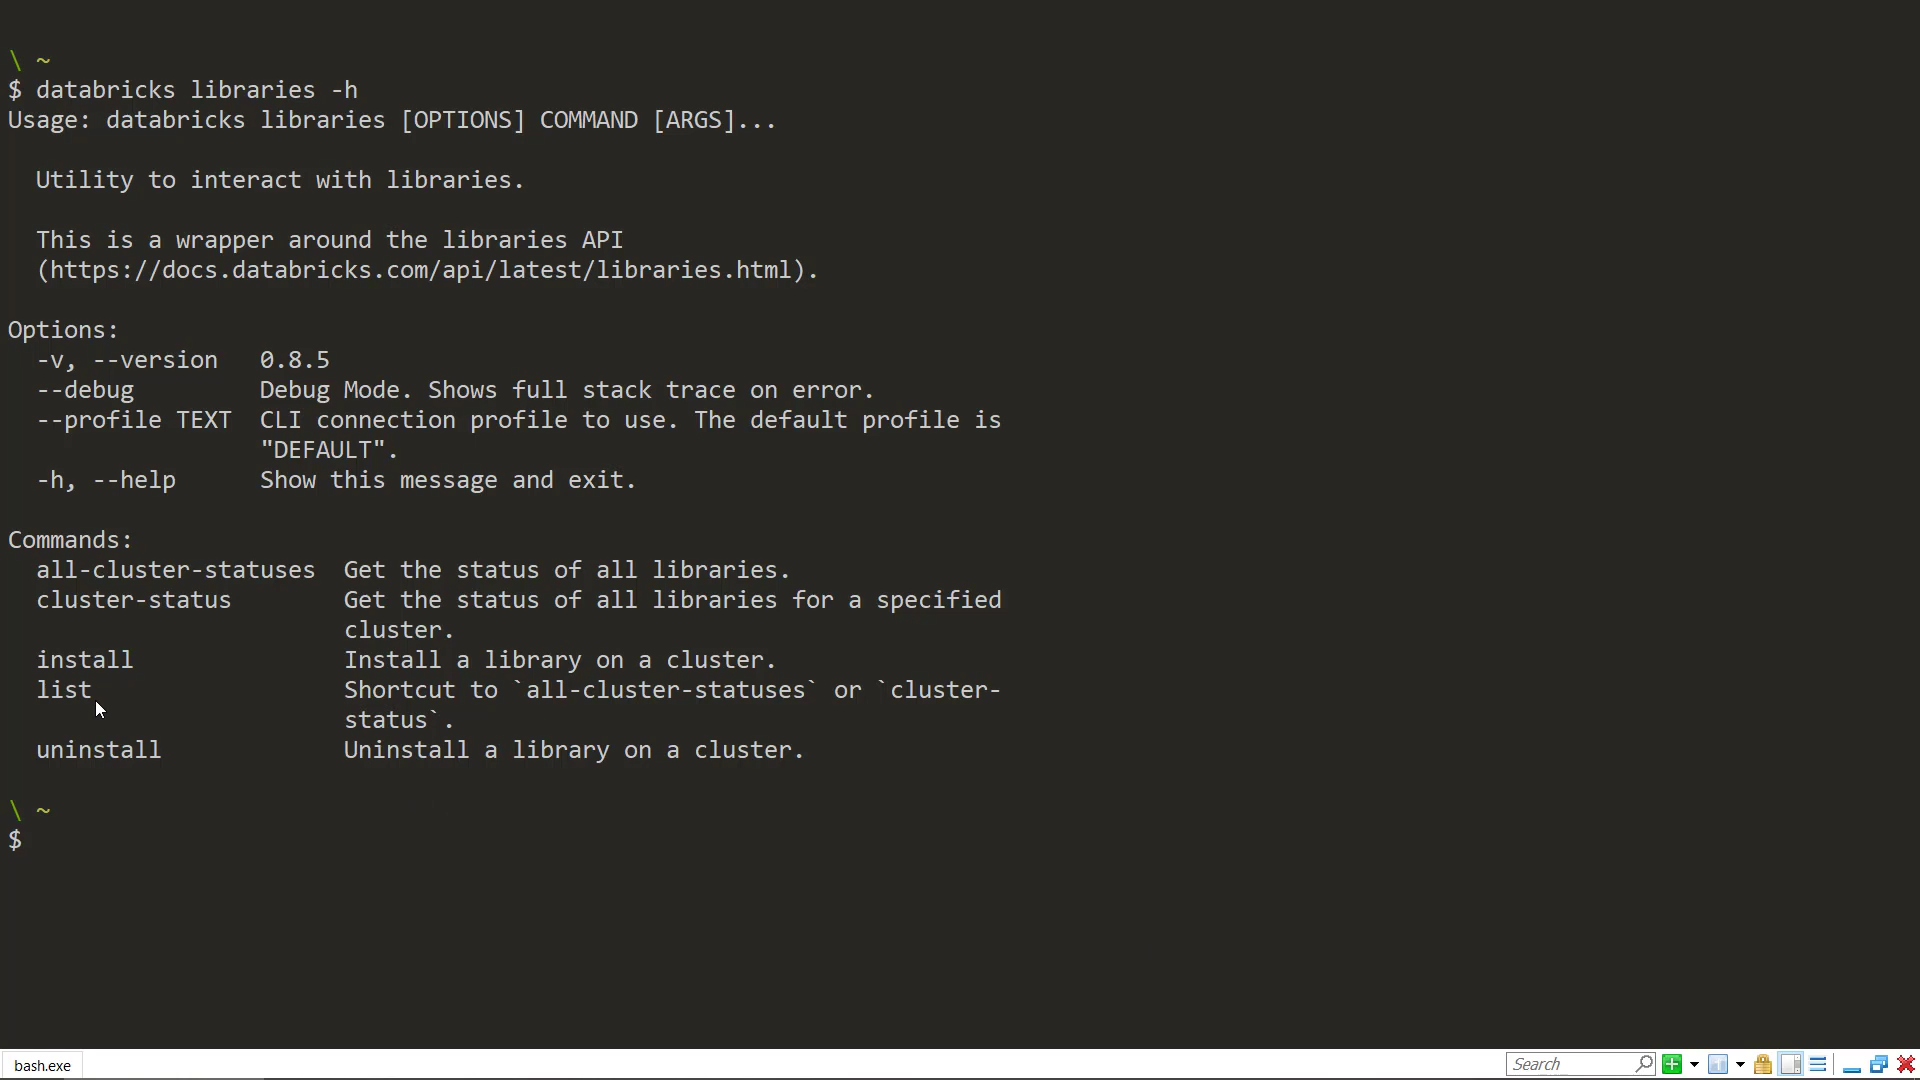 \ ~
$ databricks libraries -h
Usage: databricks libraries [OPTIONS] COMMAND [ARGS]...
Utility to interact with libraries.
This is a wrapper around the libraries API
(https://docs.databricks.com/api/latest/libraries.html).
Options:
-v, --version 0.8.5
--debug Debug Mode. Shows full stack trace on error.
--profile TEXT CLI connection profile to use. The default profile is
"DEFAULT".
-h, --help Show this message and exit.
Commands:
all-cluster-statuses Get the status of all libraries.
cluster-status Get the status of all libraries for a specified
cluster.
install Install a library on a cluster.
list Shortcut to `all-cluster-statuses` or `cluster-
status`.
uninstall Uninstall a library on a cluster.
\ ~
$
bash.exe Search